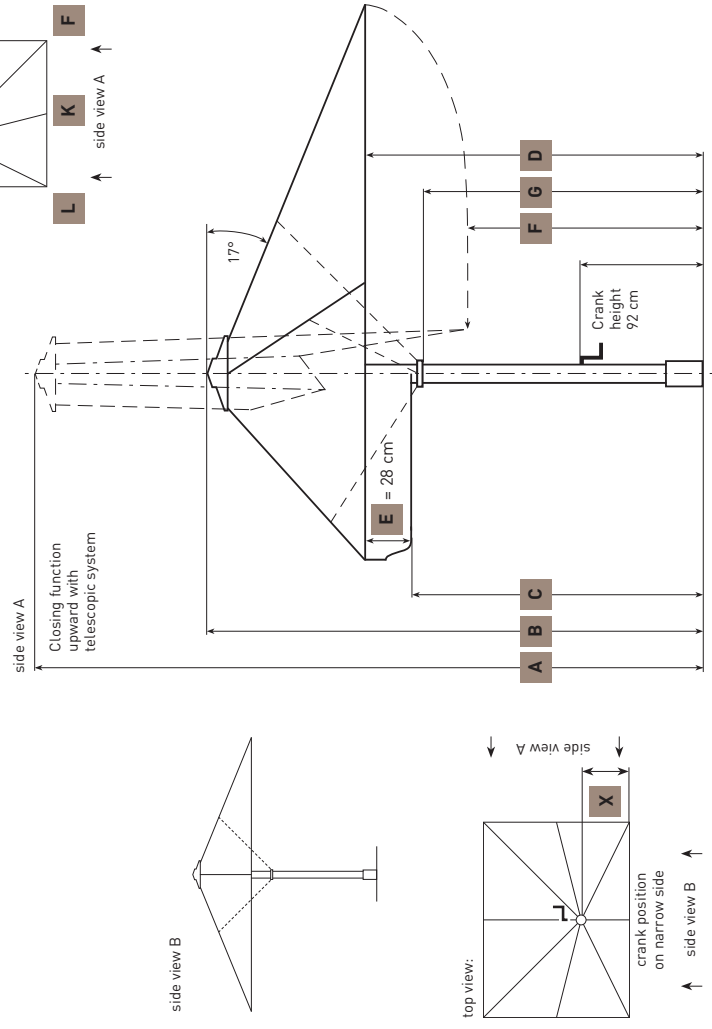 L
K
F
side view A
side view A
Closing function
upward with
telescopic system
17°
D
G
F
Crank
height
92 cm
E = 28 cm
C
B
A
side view B
top view:
side view A
X
crank position
on narrow side
side view B